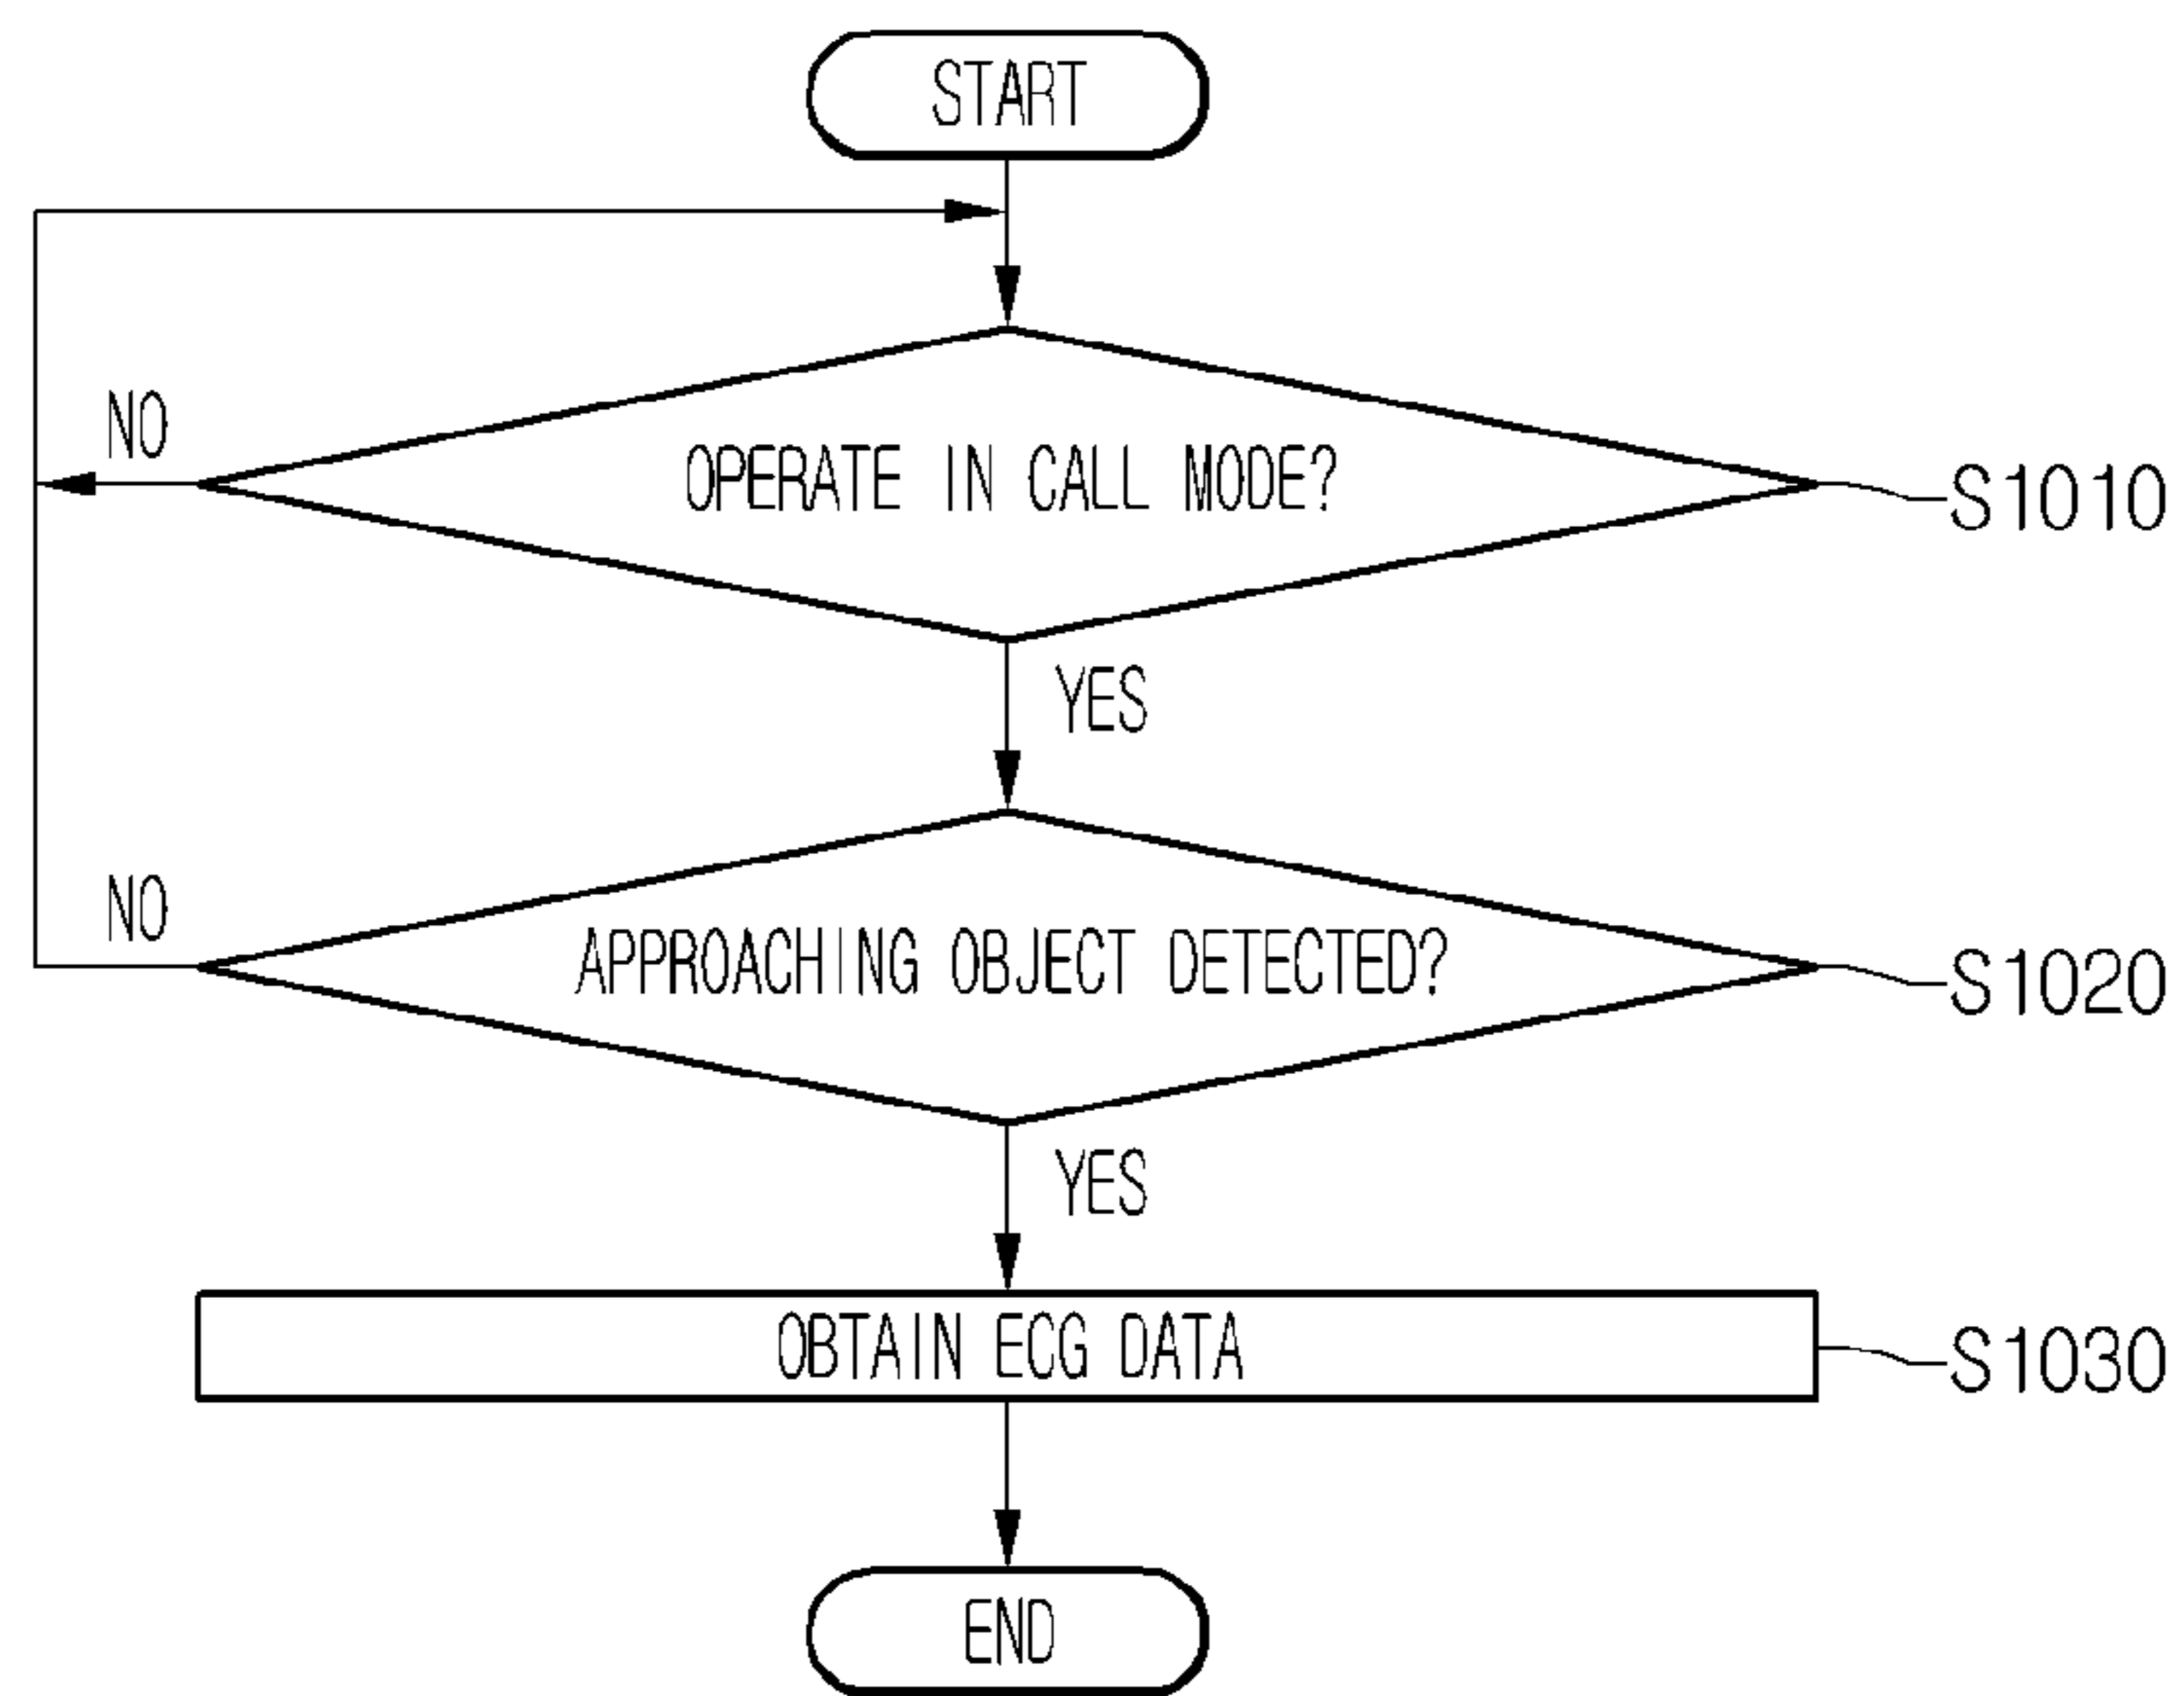 START
NO
OPERATE IN CALL MODE?
S1010
YES
NO
APPROACHING OBJECT DETECTED?
S1020
YES
OBTAIN ECG DATA
S1030
END